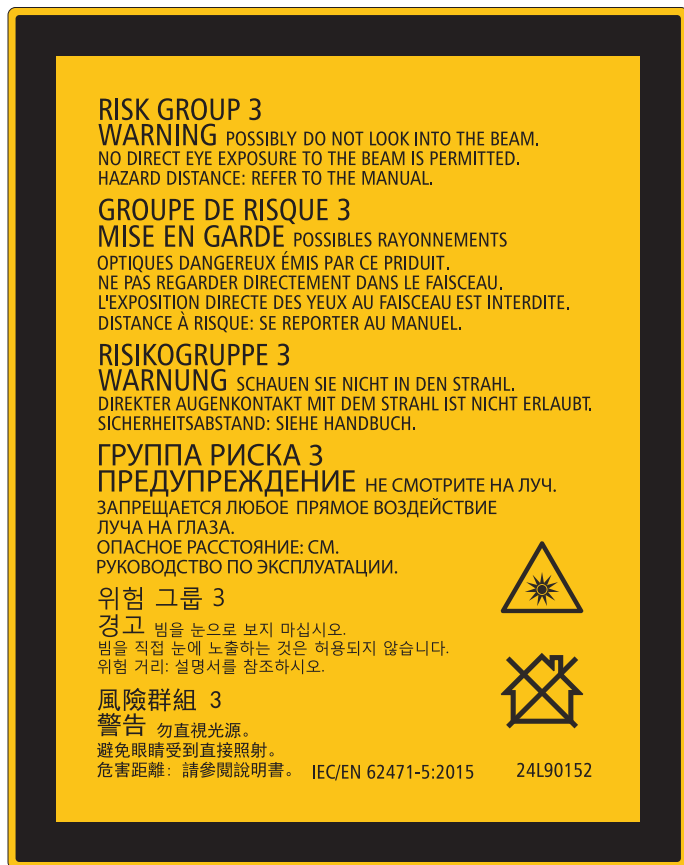 RISK GROUP 3
WARNING POSSIBLY DO NOT LOOK INTO THE BEAM.
NO DIRECT EYE EXPOSURE TO THE BEAM IS PERMITTED.
HAZARD DISTANCE: REFER TO THE MANUAL.
GROUPE DE RISQUE 3
MISE EN GARDE POSSIBLES RAYONNEMENTS
OPTIQUES DANGEREUX ÉMIS PAR CE PRIDUIT.
NE PAS REGARDER DIRECTEMENT DANS LE FAISCEAU.
L'EXPOSITION DIRECTE DES YEUX AU FAISCEAU EST INTERDITE.
DISTANCE À RISQUE: SE REPORTER AU MANUEL.
RISIKOGRUPPE 3
WARNUNG SCHAUEN SIE NICHT IN DEN STRAHL.
DIREKTER AUGENKONTAKT MIT DEM STRAHL IST NICHT ERLAUBT.
SICHERHEITSABSTAND: SIEHE HANDBUCH.
ГРУППА РИСКА 3
ПРЕДУПРЕЖДЕНИЕ НЕ СМОТРИТЕ НА ЛУЧ.
ЗАПРЕЩАЕТСЯ ЛЮБОЕ ПРЯМОЕ ВОЗДЕЙСТВИЕ
ЛУЧА НА ГЛАЗА.
ОПАСНОЕ РАССТОЯНИЕ: СМ.
РУКОВОДСТВО ПО ЭКСПЛУАТАЦИИ.
위험 그룹 3
경고 빔을 눈으로 보지 마십시오.
빔을 직접 눈에 노출하는 것은 허용되지 않습니다.
위험 거리: 설명서를 참조하시오.
風險群組 3
警告 勿直視光源。
避免眼睛受到直接照射。
危害距離：請參閱說明書。 IEC/EN 62471-5:2015 24L90152